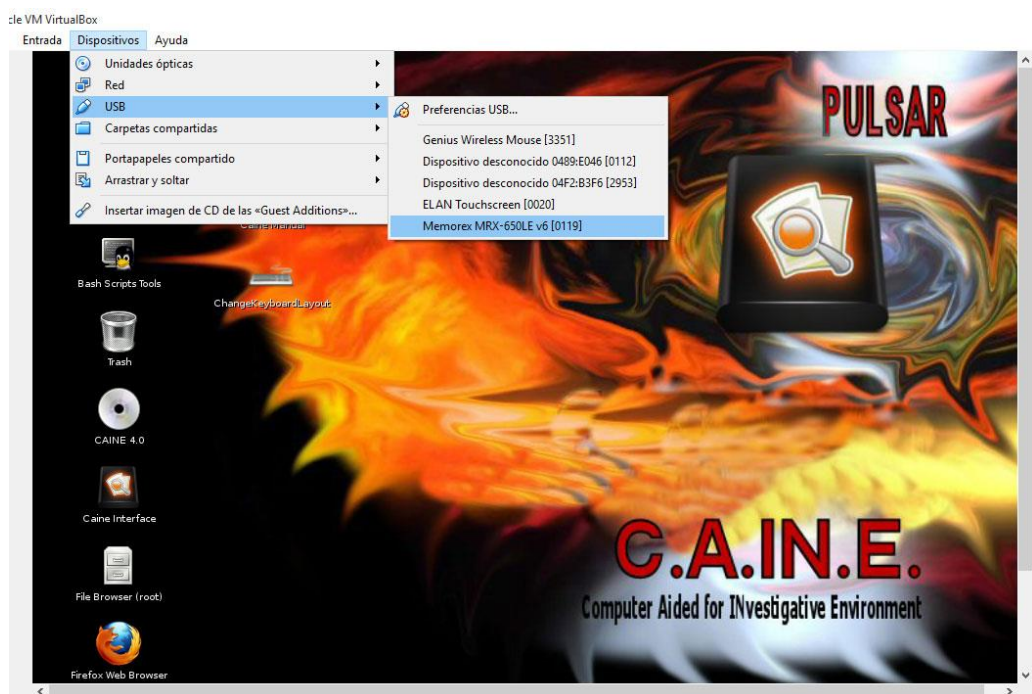 cle VM VirtualBox
Entrada Dispositivos Ayuda
Unidades ópticas
Red
USB
Carpetas compartidas
Portapapeles compartido
Arrastrar y soltar
Insertar imagen de CD de las «Guest Additions»...
Preferencias USB...
Genius Wireless Mouse [3351]
Dispositivo desconocido 0489:E046 [0112]
Dispositivo desconocido 04F2:B3F6 [2953]
ELAN Touchscreen [0020]
Memorex MRX-650LE v6 [0119]
PULSAR
Caine Manual
Bash Scripts Tools
ChangeKeyboardLayout
Trash
CAINE 4.0
Caine Interface
File Browser (root)
Firefox Web Browser
C.A.IN.E.
Computer Aided for INvestigative Environment